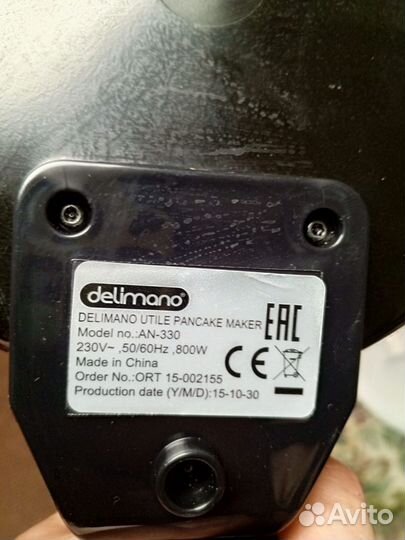 delimano®
DELIMANO UTILE PANCAKE MAKER
Model no.:AN-330
230V~ ,50/60Hz ,800W
Made in China
Order No.:ORT 15-002155
Production date (Y/M/D):15-10-30
EAC
CE
Avito